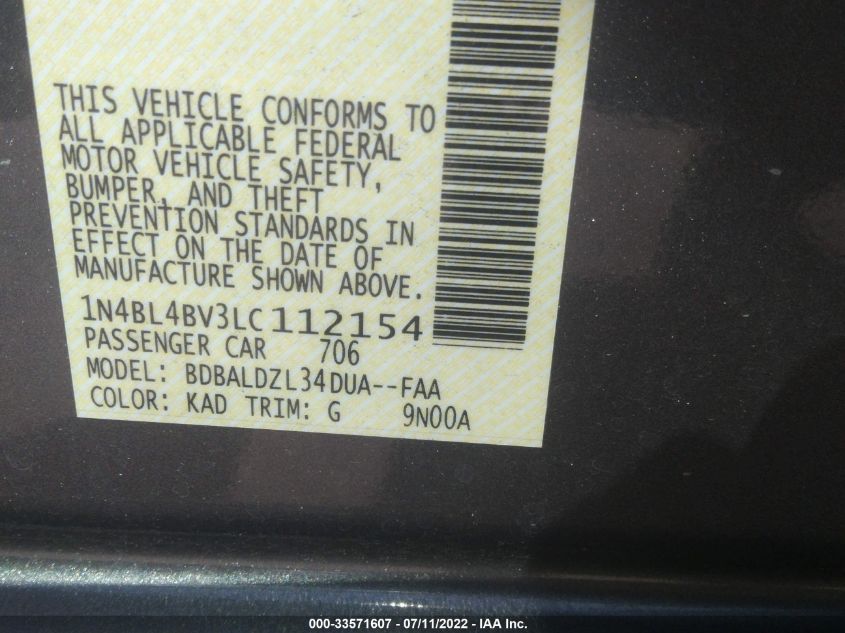 THIS VEHICLE CONFORMS TO
ALL APPLICABLE FEDERAL
MOTOR VEHICLE SAFETY,
BUMPER, AND THEFT
PREVENTION STANDARDS IN
EFFECT ON THE DATE OF
MANUFACTURE SHOWN ABOVE.
1N4BL4BV3LC112154
PASSENGER CAR 706
MODEL: BDBALDZL34DUA--FAA
COLOR: KAD TRIM: G 9N00A
000-33571607 - 07/11/2022 - IAA Inc.